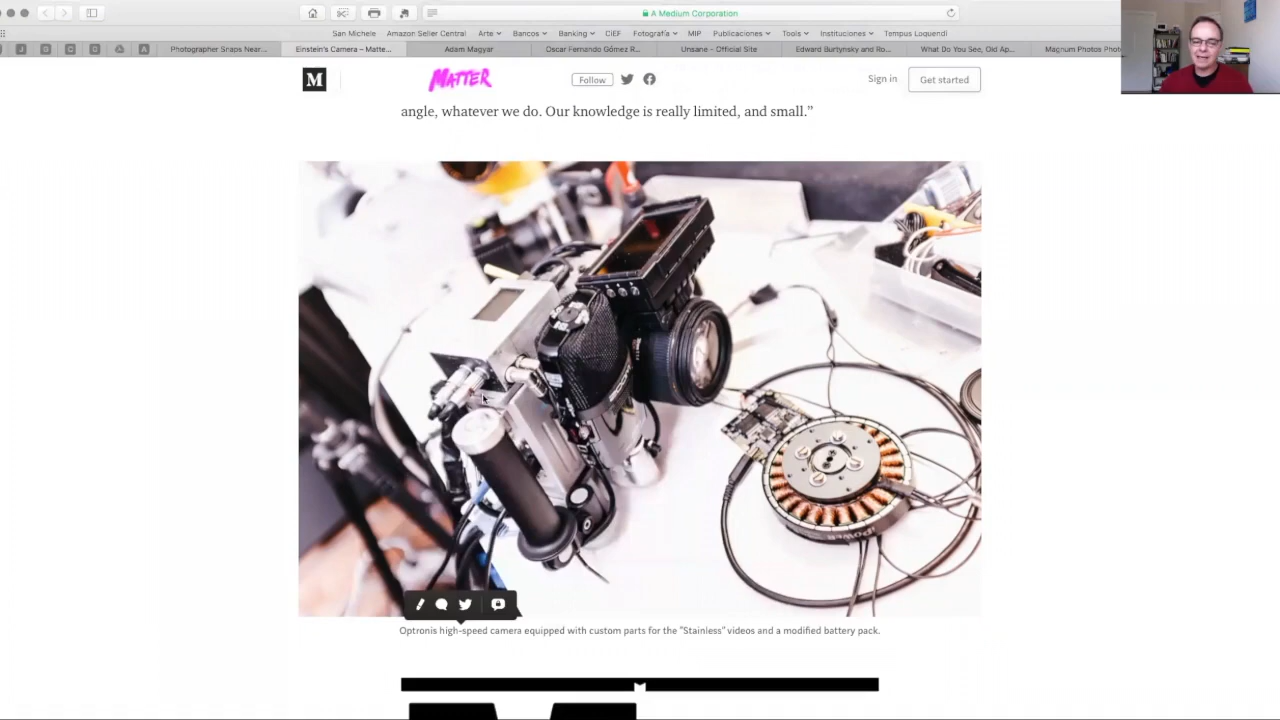 A Medium Corporation
San Michele Amazon Seller Central Arte Bancos Banking CIEF Fotografía MIP Publicaciones Tools Instituciones Tempus Loquendi
J D C C A Photographer Snaps Near... Einstein's Camera – Matte... Adam Magyar Oscar Fernando Gómez R... Unsane - Official Site Edward Burtynsky and Ro... What Do You See, Old Ap... Magnum Photos Phot
M MATTER Follow Sign in Get started
angle, whatever we do. Our knowledge is really limited, and small.”
iPOWER
Optronis high-speed camera equipped with custom parts for the “Stainless” videos and a modified battery pack.